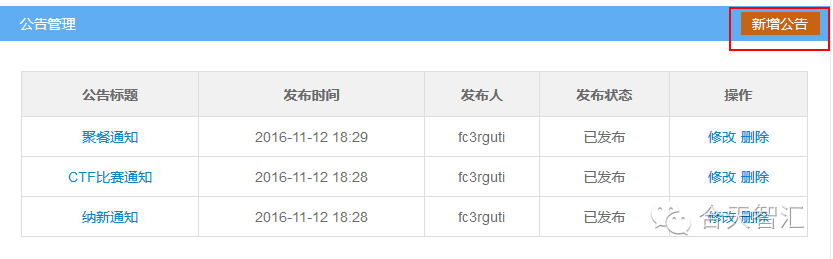 公告管理 新增公告
公告标题 发布时间 发布人 发布状态 操作
聚餐通知 2016-11-12 18:29 fc3rguti 已发布 修改 删除
CTF比赛通知 2016-11-12 18:28 fc3rguti 已发布 修改 删除
纳新通知 2016-11-12 18:28 fc3rguti 已发布 修改 删除
合天智汇